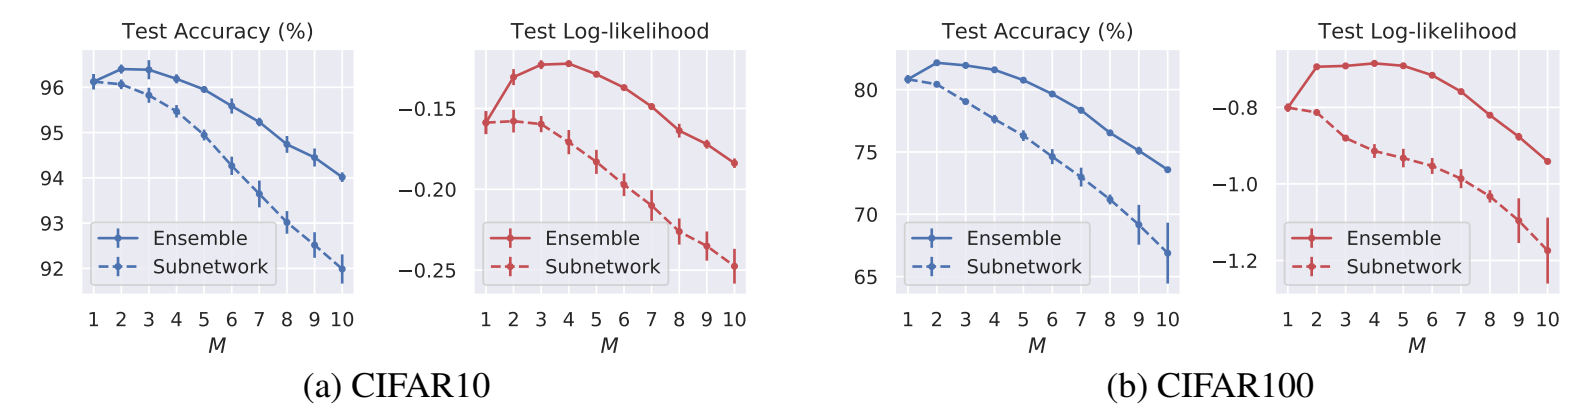 Test Accuracy (%)
96
95
94
93
92
Ensemble
Subnetwork
1 2 3 4 5 6 7 8 9 10
M
Test Log-likelihood
−0.15
−0.20
−0.25
Ensemble
Subnetwork
1 2 3 4 5 6 7 8 9 10
M
(a) CIFAR10
Test Accuracy (%)
80
75
70
65
Ensemble
Subnetwork
1 2 3 4 5 6 7 8 9 10
M
Test Log-likelihood
−0.8
−1.0
−1.2
Ensemble
Subnetwork
1 2 3 4 5 6 7 8 9 10
M
(b) CIFAR100